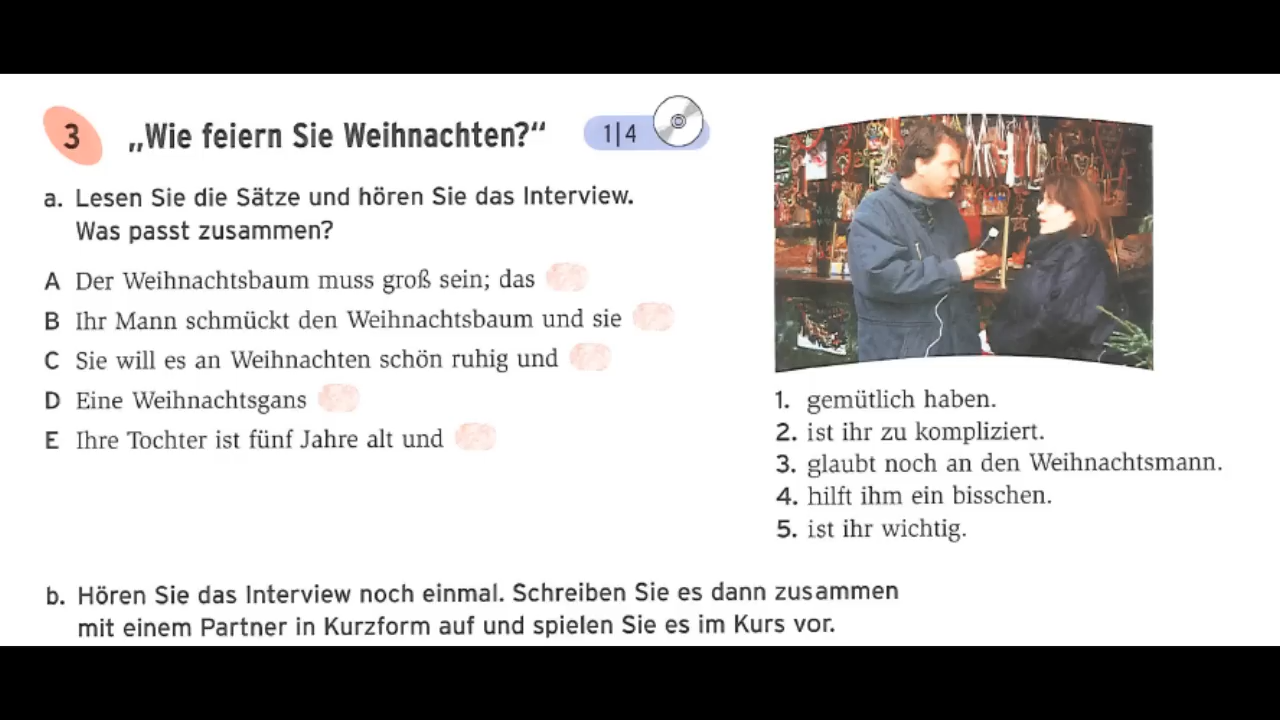 3 „Wie feiern Sie Weihnachten?“ 1|4
a. Lesen Sie die Sätze und hören Sie das Interview.
Was passt zusammen?
A Der Weihnachtsbaum muss groß sein; das
B Ihr Mann schmückt den Weihnachtsbaum und sie
C Sie will es an Weihnachten schön ruhig und
D Eine Weihnachtsgans
E Ihre Tochter ist fünf Jahre alt und
1. gemütlich haben.
2. ist ihr zu kompliziert.
3. glaubt noch an den Weihnachtsmann.
4. hilft ihm ein bisschen.
5. ist ihr wichtig.
b. Hören Sie das Interview noch einmal. Schreiben Sie es dann zusammen
mit einem Partner in Kurzform auf und spielen Sie es im Kurs vor.